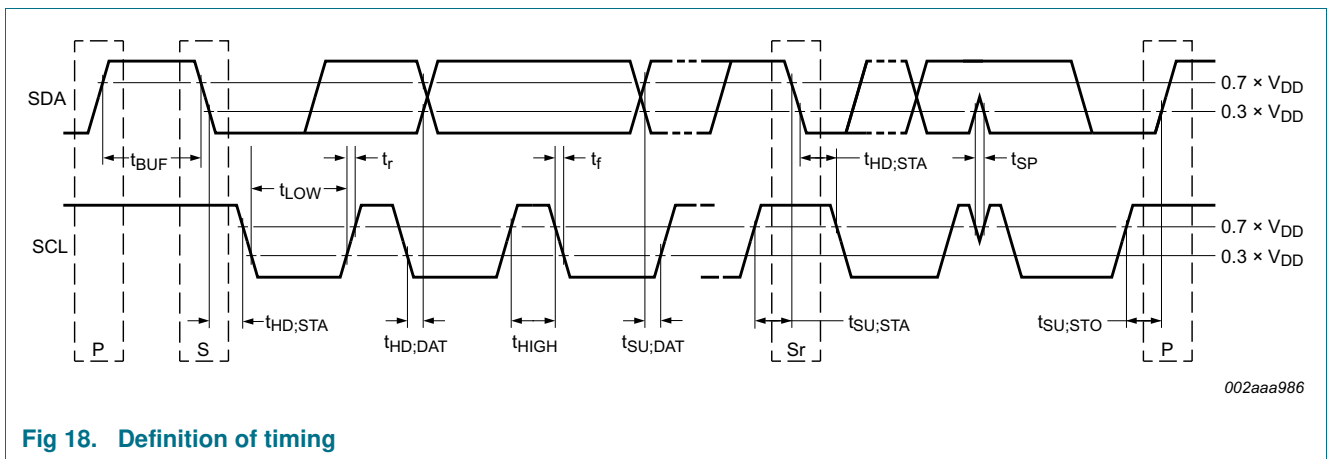 SDA
0.7 × VDD
0.3 × VDD
tBUF
tr
tf
tHD;STA
tSP
tLOW
SCL
0.7 × VDD
0.3 × VDD
tHD;STA
tHD;DAT
tHIGH
tSU;DAT
tSU;STA
tSU;STO
P
S
Sr
P
002aaa986
Fig 18. Definition of timing